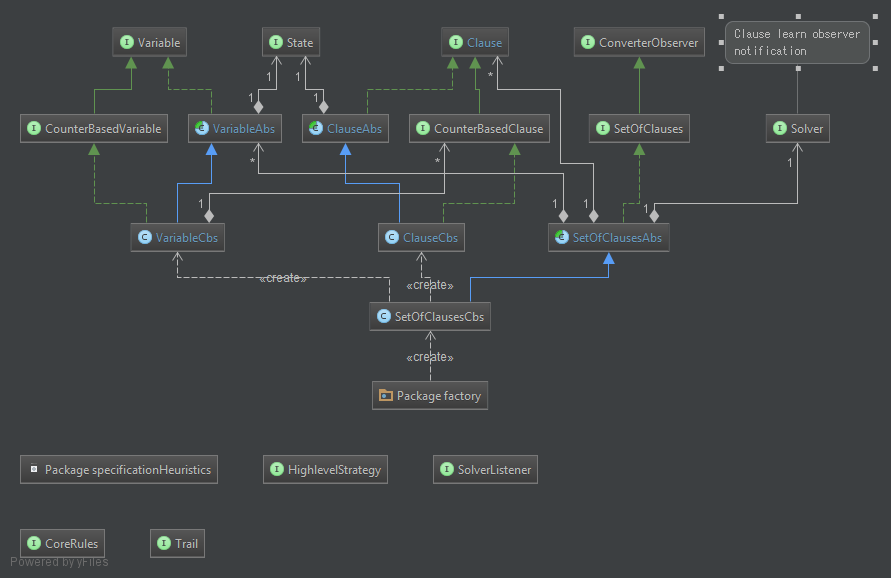 Clause learn observer
notification
I Variable
I State
I Clause
I ConverterObserver
1
1
*
I CounterBasedVariable
C VariableAbs
C ClauseAbs
I CounterBasedClause
I SetOfClauses
I Solver
*
*
1
1
1
1
1
C VariableCbs
C ClauseCbs
C SetOfClausesAbs
«create»
«create»
C SetOfClausesCbs
«create»
Package factory
Package specificationHeuristics
I HighlevelStrategy
I SolverListener
I CoreRules
I Trail
Powered by yFiles